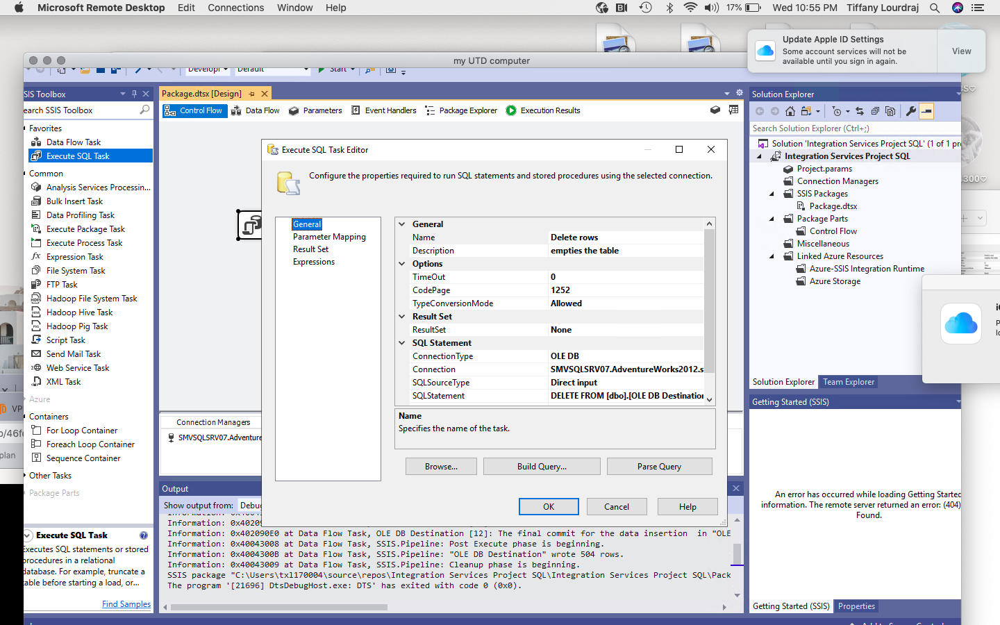 Microsoft Remote Desktop Edit Connections Window Help
17% Wed 10:55 PM Tiffany Lourdraj
Update Apple ID Settings
Some account services will not be
available until you sign in again.
View
my UTD computer
Developl Default Start
SSIS Toolbox
earch SSIS Toolbox
Favorites
Data Flow Task
Execute SQL Task
Common
Analysis Services Processin...
Bulk Insert Task
Data Profiling Task
Execute Package Task
Execute Process Task
Expression Task
File System Task
FTP Task
Hadoop File System Task
Hadoop Hive Task
Hadoop Pig Task
Script Task
Send Mail Task
Web Service Task
XML Task
Azure
Containers
For Loop Container
Foreach Loop Container
Sequence Container
Other Tasks
Package Parts
Execute SQL Task
Executes SQL statements or stored
procedures in a relational
database. For example, truncate a
table before starting a load, or...
Find Samples
VP
o/46f
plan
Package.dtsx [Design]
Control Flow Data Flow Parameters Event Handlers Package Explorer Execution Results
Execute SQL Task Editor
Configure the properties required to run SQL statements and stored procedures using the selected connection.
General
Parameter Mapping
Result Set
Expressions
General
Name Delete rows
Description empties the table
Options
TimeOut 0
CodePage 1252
TypeConversionMode Allowed
Result Set
ResultSet None
SQL Statement
ConnectionType OLE DB
Connection SMVSQLSRV07.AdventureWorks2012.s
SQLSourceType Direct input
SQLStatement DELETE FROM [dbo].[OLE DB Destination
Name
Specifies the name of the task.
Browse... Build Query... Parse Query
OK Cancel Help
Connection Managers
SMVSQLSRV07.Adventure
Output
Show output from: Debug
Information: 0x40209
Information: 0x402090E0 at Data Flow Task, OLE DB Destination [12]: The final commit for the data insertion in "OLE
Information: 0x40043008 at Data Flow Task, SSIS.Pipeline: Post Execute phase is beginning.
Information: 0x4004300B at Data Flow Task, SSIS.Pipeline: "OLE DB Destination" wrote 504 rows.
Information: 0x40043009 at Data Flow Task, SSIS.Pipeline: Cleanup phase is beginning.
SSIS package "C:\Users\txl170004\source\repos\Integration Services Project SQL\Integration Services Project SQL\Pack
The program '[21696] DtsDebugHost.exe: DTS' has exited with code 0 (0x0).
Solution Explorer
Search Solution Explorer (Ctrl+;)
Solution 'Integration Services Project SQL' (1 of 1 pr
Integration Services Project SQL
Project.params
Connection Managers
SSIS Packages
Package.dtsx
Package Parts
Control Flow
Miscellaneous
Linked Azure Resources
Azure-SSIS Integration Runtime
Azure Storage
Solution Explorer Team Explorer
Getting Started (SSIS)
An error has occurred while loading Getting Started
information. The remote server returned an error: (404)
Found.
Getting Started (SSIS) Properties